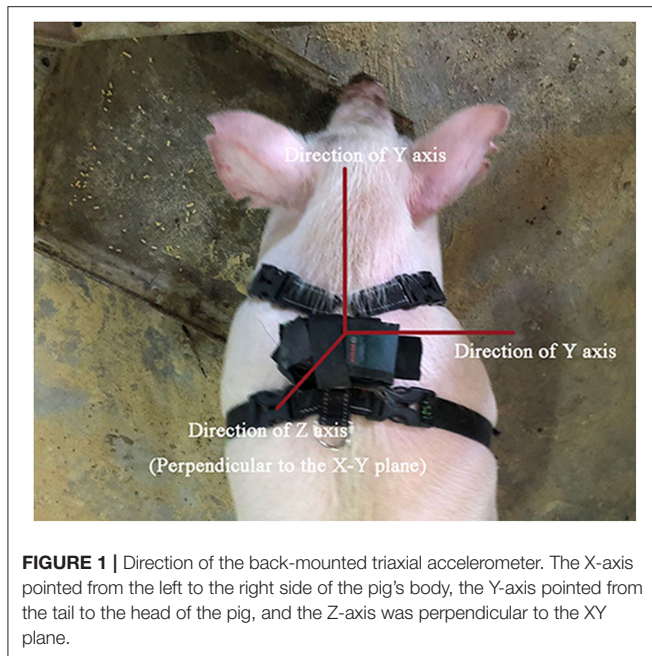 Direction of Y axis
Direction of Y axis
Direction of Z axis
(Perpendicular to the X-Y plane)
FIGURE 1 | Direction of the back-mounted triaxial accelerometer. The X-axis
pointed from the left to the right side of the pig's body, the Y-axis pointed from
the tail to the head of the pig, and the Z-axis was perpendicular to the XY
plane.